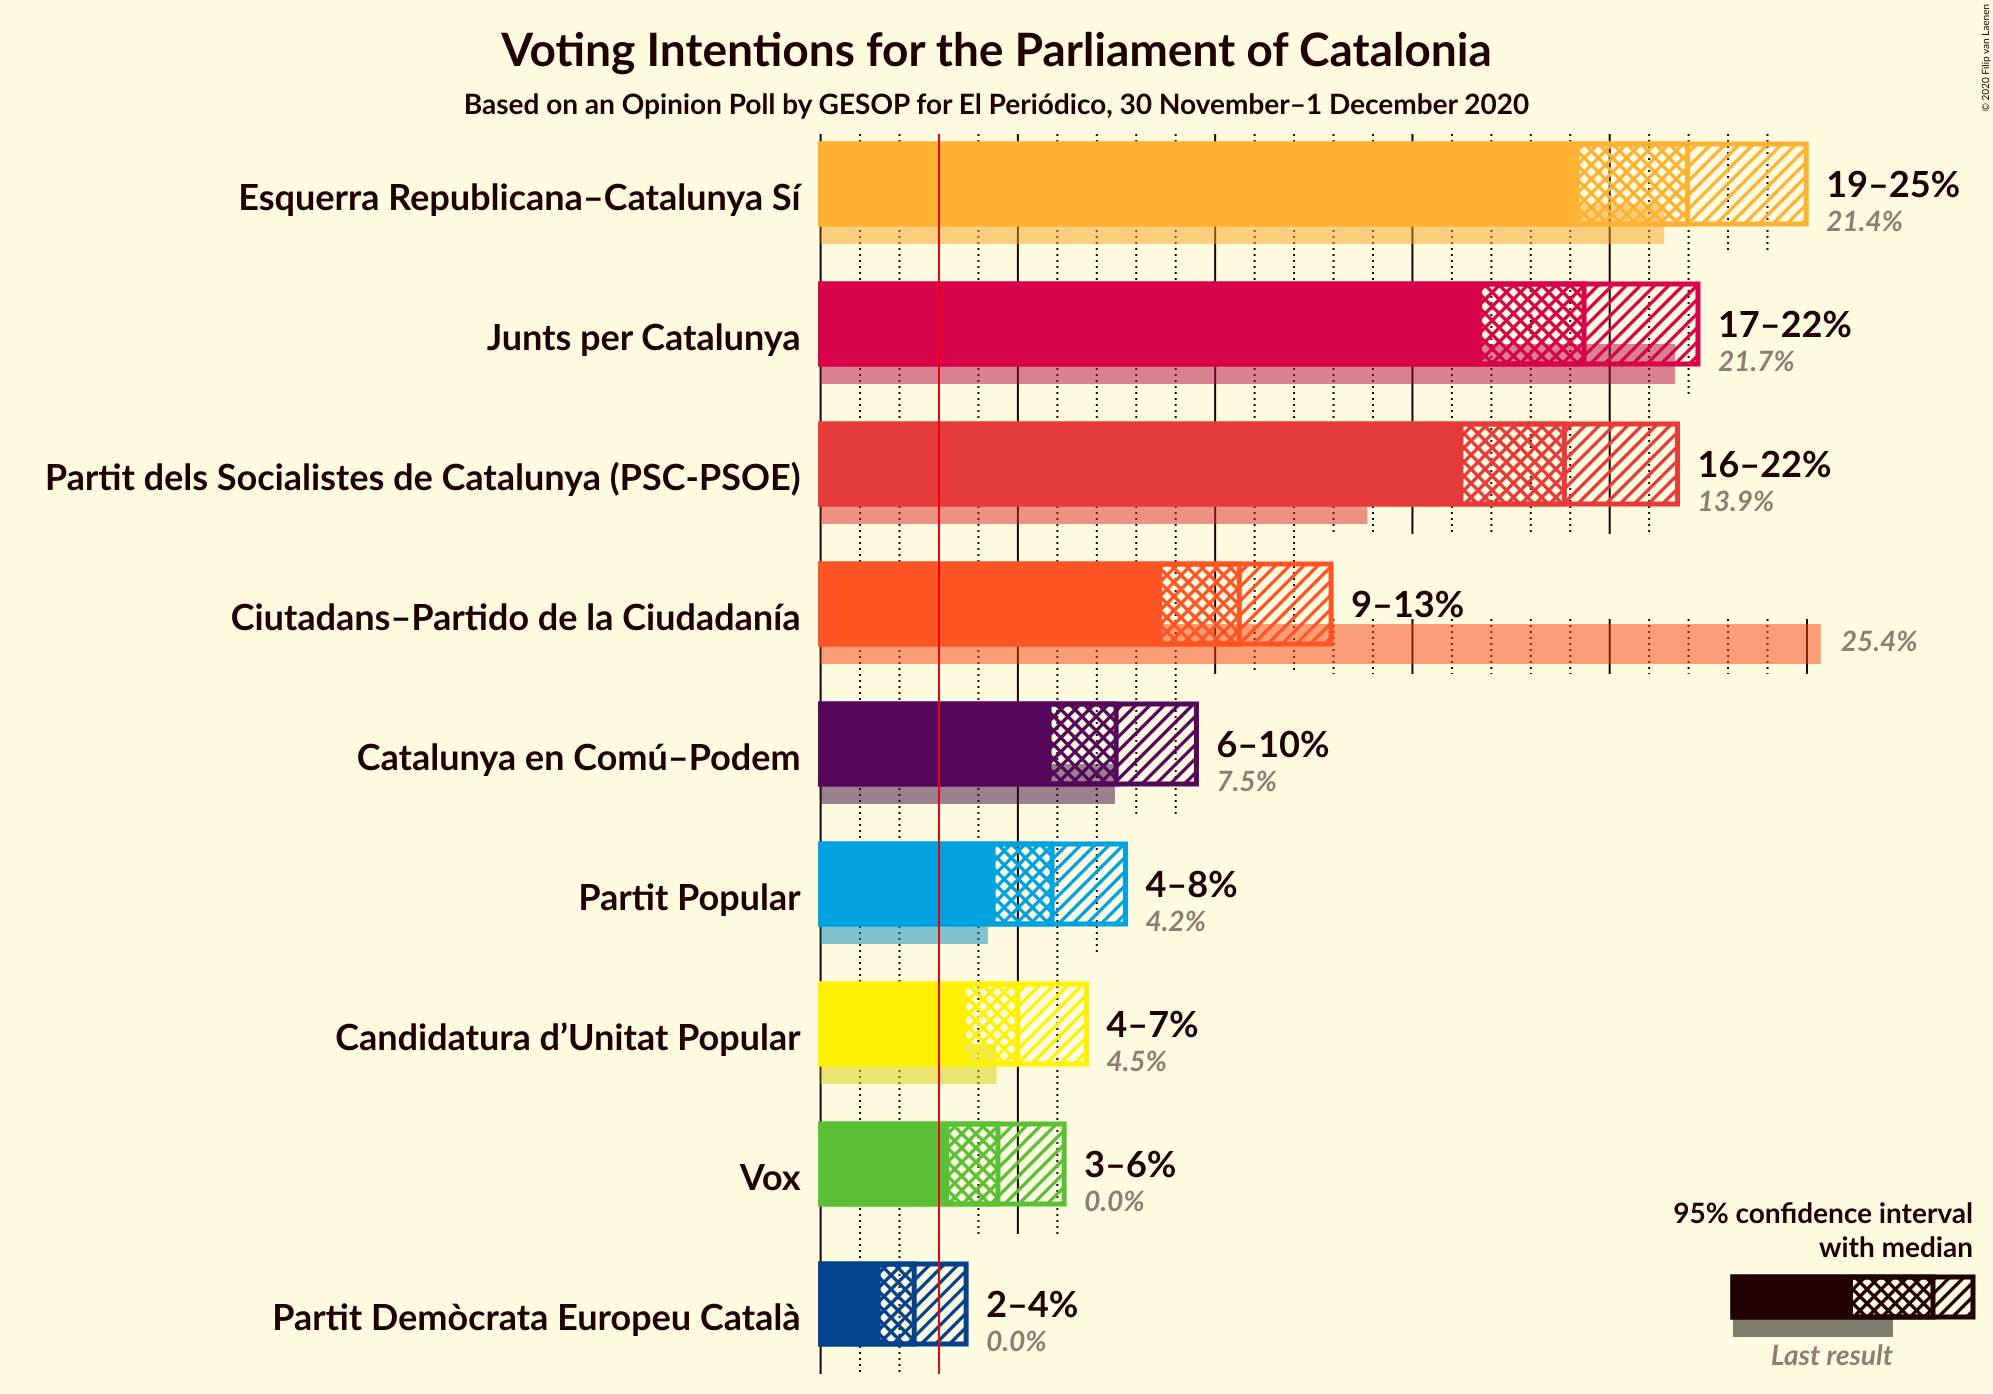 Voting Intentions for the Parliament of Catalonia
Based on an Opinion Poll by GESOP for El Periódico, 30 November–1 December 2020
© 2020 Filip van Laenen
Esquerra Republicana–Catalunya Sí
19–25%
21.4%
Junts per Catalunya
17–22%
21.7%
Partit dels Socialistes de Catalunya (PSC-PSOE)
16–22%
13.9%
Ciutadans–Partido de la Ciudadanía
9–13%
25.4%
Catalunya en Comú–Podem
6–10%
7.5%
Partit Popular
4–8%
4.2%
Candidatura d’Unitat Popular
4–7%
4.5%
Vox
3–6%
0.0%
Partit Demòcrata Europeu Català
2–4%
0.0%
95% confidence interval
with median
Last result